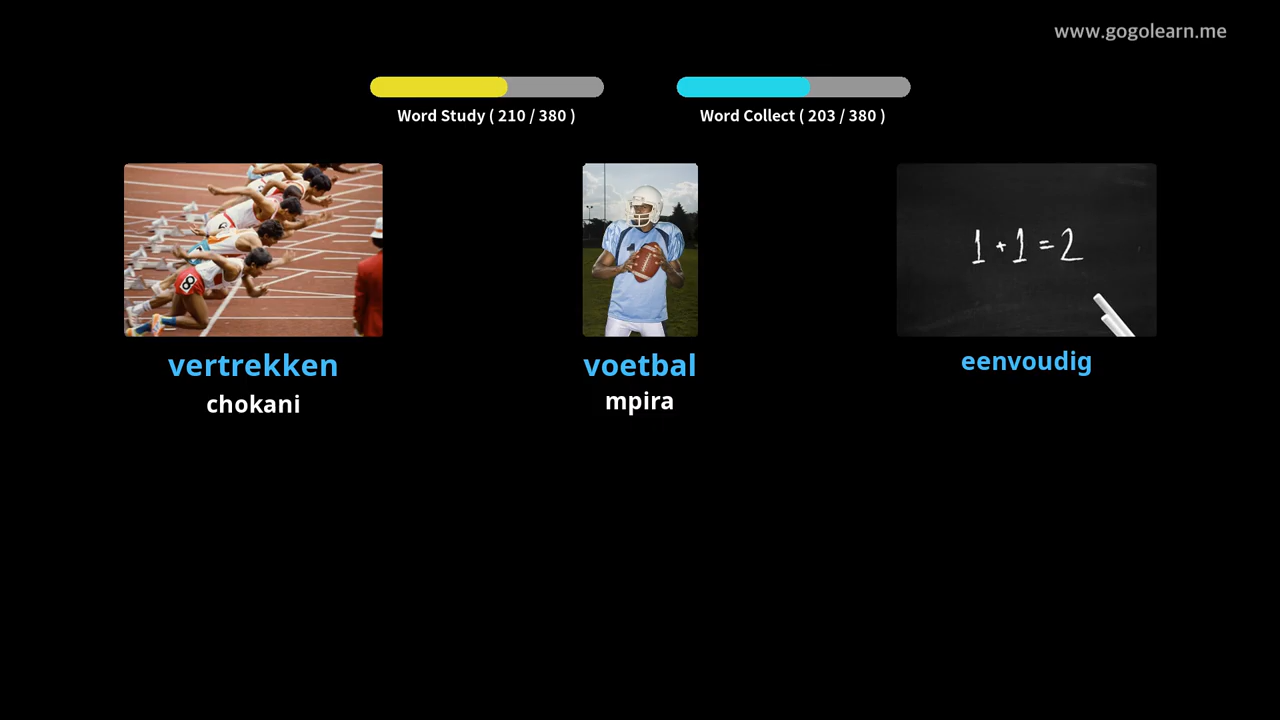 www.gogolearn.me
Word Study ( 210 / 380 )
Word Collect ( 203 / 380 )
1 + 1 = 2
vertrekken
voetbal
eenvoudig
chokani
mpira